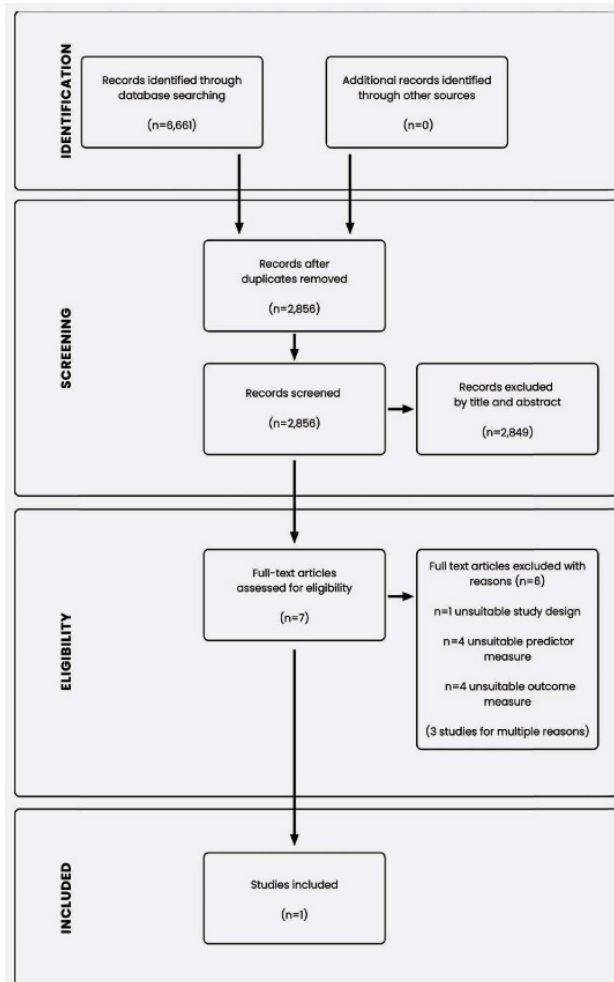 IDENTIFICATION
Records identified through
database searching
(n=6,661)
Additional records identified
through other sources
(n=0)
SCREENING
Records after
duplicates removed
(n=2,856)
Records screened
(n=2,856)
Records excluded
by title and abstract
(n=2,849)
ELIGIBILITY
Full-text articles
assessed for eligibility
(n=7)
Full text articles excluded with
reasons (n=6)
n=1 unsuitable study design
n=4 unsuitable predictor
measure
n=4 unsuitable outcome
measure
(3 studies for multiple reasons)
INCLUDED
Studies included
(n=1)